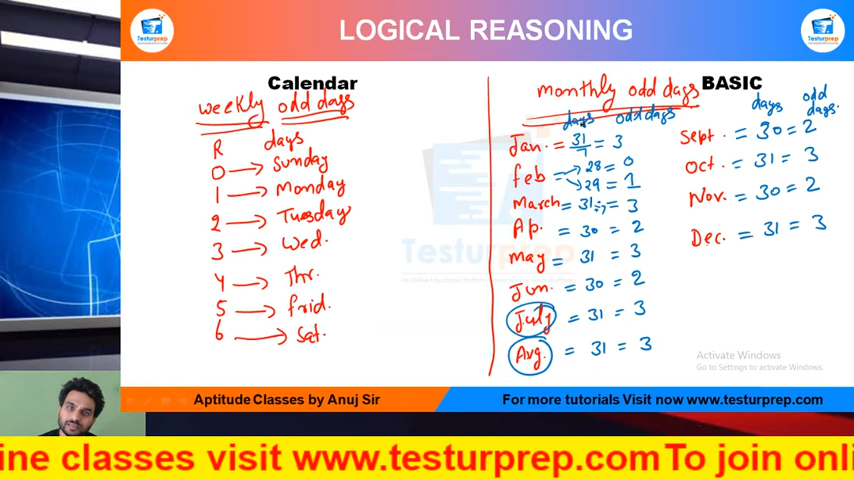 LOGICAL REASONING
Testurprep
Testurprep
Calendar
weekly odd days
R days
0 → Sunday
1 → Monday
2 → Tuesday
3 → Wed.
4 → Thr.
5 → frid.
6 → Sat.
monthly odd days BASIC
days odd days
Jan. = 31/7 = 3
feb → 28 = 0
→ 29 = 1
March = 31 ÷ = 3
Ap. = 30 = 2
may = 31 = 3
Jun. = 30 = 2
July = 31 = 3
Aug. = 31 = 3
days odd days.
Sept. = 30 = 2
Oct. = 31 = 3
Nov. = 30 = 2
Dec. = 31 = 3
Testurprep
Activate Windows
Go to Settings to activate Windows.
Aptitude Classes by Anuj Sir
For more tutorials Visit now www.testurprep.com
ine classes visit www.testurprep.com To join onli